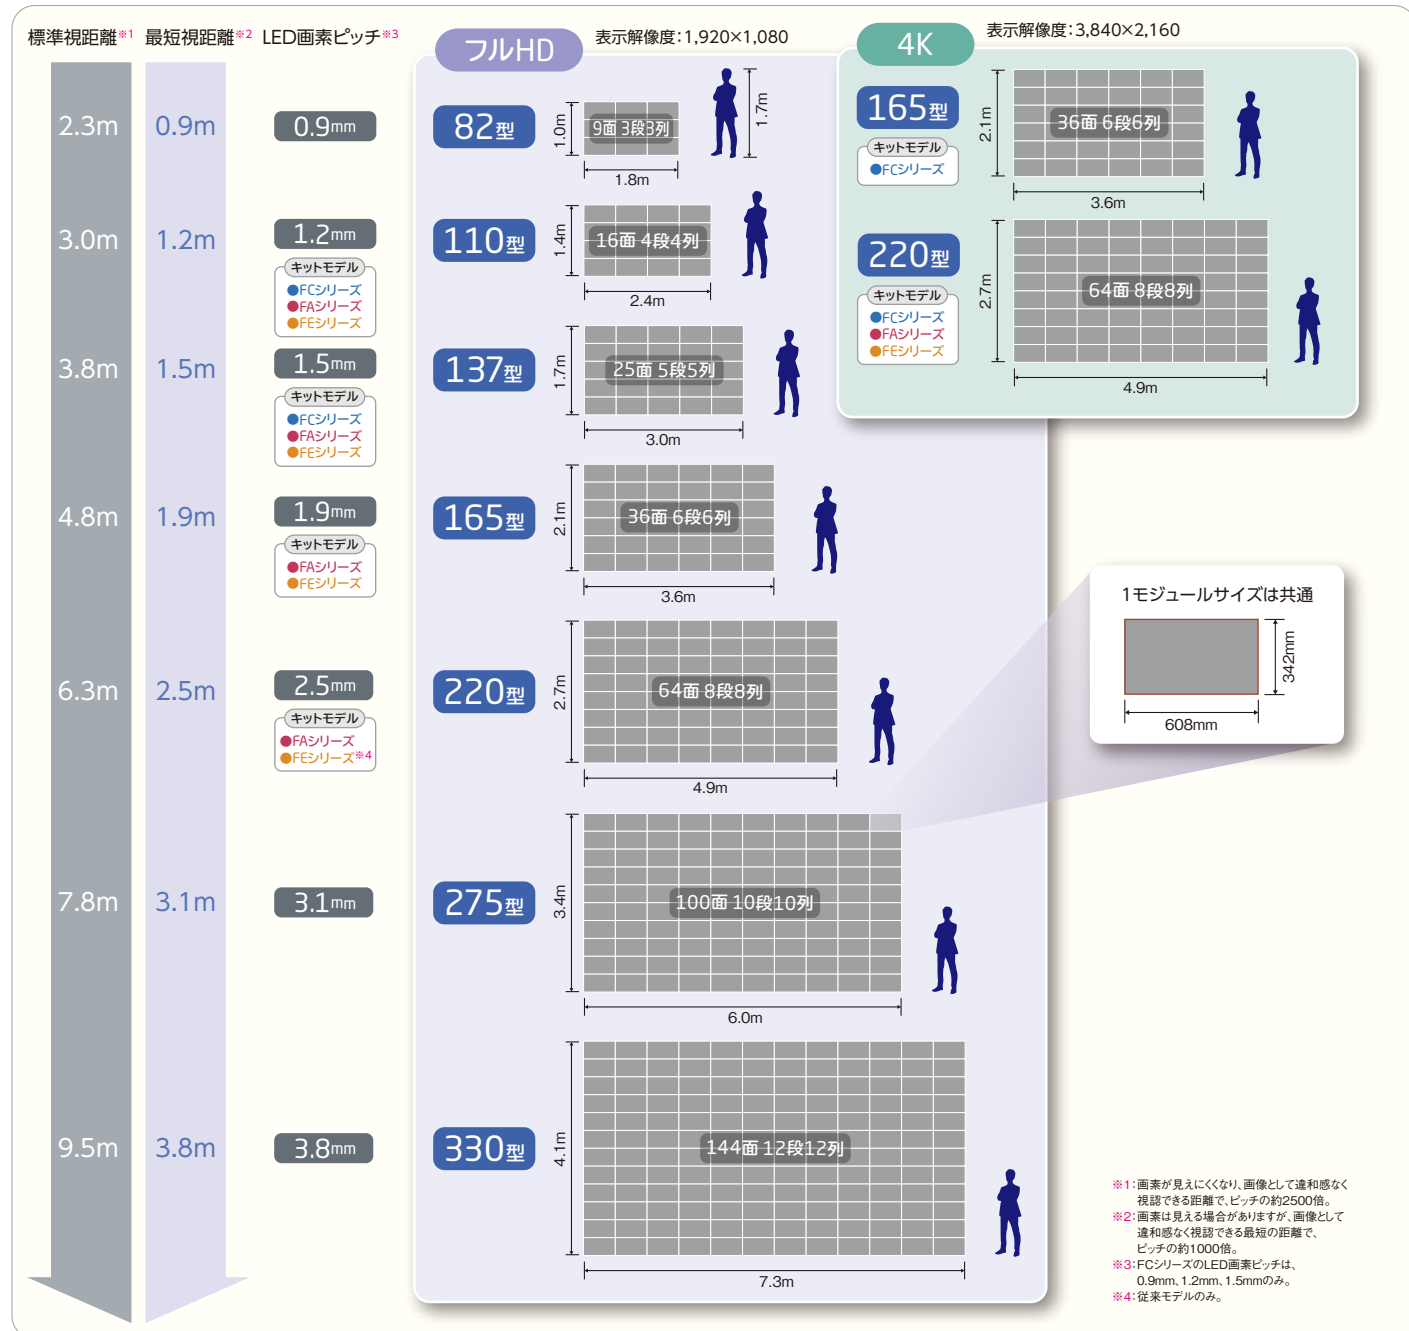 標準視距離※1 最短視距離※2 LED画素ピッチ※3
フルHD 表示解像度：1,920×1,080
4K 表示解像度：3,840×2,160
2.3m 0.9m 0.9mm
82型
1.0m
9面 3段3列
1.8m
1.7m
3.0m 1.2m 1.2mm
キットモデル
●FCシリーズ
●FAシリーズ
●FEシリーズ
110型
1.4m
16面 4段4列
2.4m
3.8m 1.5m 1.5mm
キットモデル
●FCシリーズ
●FAシリーズ
●FEシリーズ
137型
1.7m
25面 5段5列
3.0m
4.8m 1.9m 1.9mm
キットモデル
●FAシリーズ
●FEシリーズ
165型
2.1m
36面 6段6列
3.6m
6.3m 2.5m 2.5mm
キットモデル
●FAシリーズ
●FEシリーズ※4
220型
2.7m
64面 8段8列
4.9m
7.8m 3.1m 3.1mm
275型
3.4m
100面 10段10列
6.0m
9.5m 3.8m 3.8mm
330型
4.1m
144面 12段12列
7.3m
165型
キットモデル
●FCシリーズ
2.1m
36面 6段6列
3.6m
220型
キットモデル
●FCシリーズ
●FAシリーズ
●FEシリーズ
2.7m
64面 8段8列
4.9m
1モジュールサイズは共通
342mm
608mm
※1：画素が見えにくくなり、画像として違和感なく
視認できる距離で、ピッチの約2500倍。
※2：画素は見える場合がありますが、画像として
違和感なく視認できる最短の距離で、
ピッチの約1000倍。
※3：FCシリーズのLED画素ピッチは、
0.9mm、1.2mm、1.5mmのみ。
※4：従来モデルのみ。